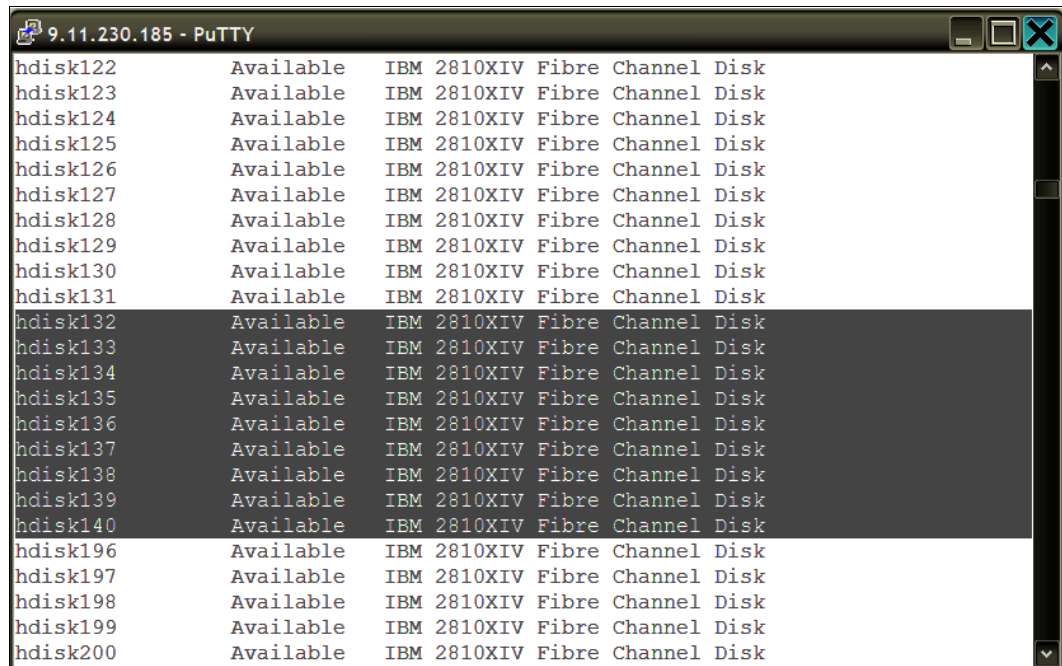 9.11.230.185 - PuTTY
hdisk122 Available IBM 2810XIV Fibre Channel Disk
hdisk123 Available IBM 2810XIV Fibre Channel Disk
hdisk124 Available IBM 2810XIV Fibre Channel Disk
hdisk125 Available IBM 2810XIV Fibre Channel Disk
hdisk126 Available IBM 2810XIV Fibre Channel Disk
hdisk127 Available IBM 2810XIV Fibre Channel Disk
hdisk128 Available IBM 2810XIV Fibre Channel Disk
hdisk129 Available IBM 2810XIV Fibre Channel Disk
hdisk130 Available IBM 2810XIV Fibre Channel Disk
hdisk131 Available IBM 2810XIV Fibre Channel Disk
hdisk132 Available IBM 2810XIV Fibre Channel Disk
hdisk133 Available IBM 2810XIV Fibre Channel Disk
hdisk134 Available IBM 2810XIV Fibre Channel Disk
hdisk135 Available IBM 2810XIV Fibre Channel Disk
hdisk136 Available IBM 2810XIV Fibre Channel Disk
hdisk137 Available IBM 2810XIV Fibre Channel Disk
hdisk138 Available IBM 2810XIV Fibre Channel Disk
hdisk139 Available IBM 2810XIV Fibre Channel Disk
hdisk140 Available IBM 2810XIV Fibre Channel Disk
hdisk196 Available IBM 2810XIV Fibre Channel Disk
hdisk197 Available IBM 2810XIV Fibre Channel Disk
hdisk198 Available IBM 2810XIV Fibre Channel Disk
hdisk199 Available IBM 2810XIV Fibre Channel Disk
hdisk200 Available IBM 2810XIV Fibre Channel Disk